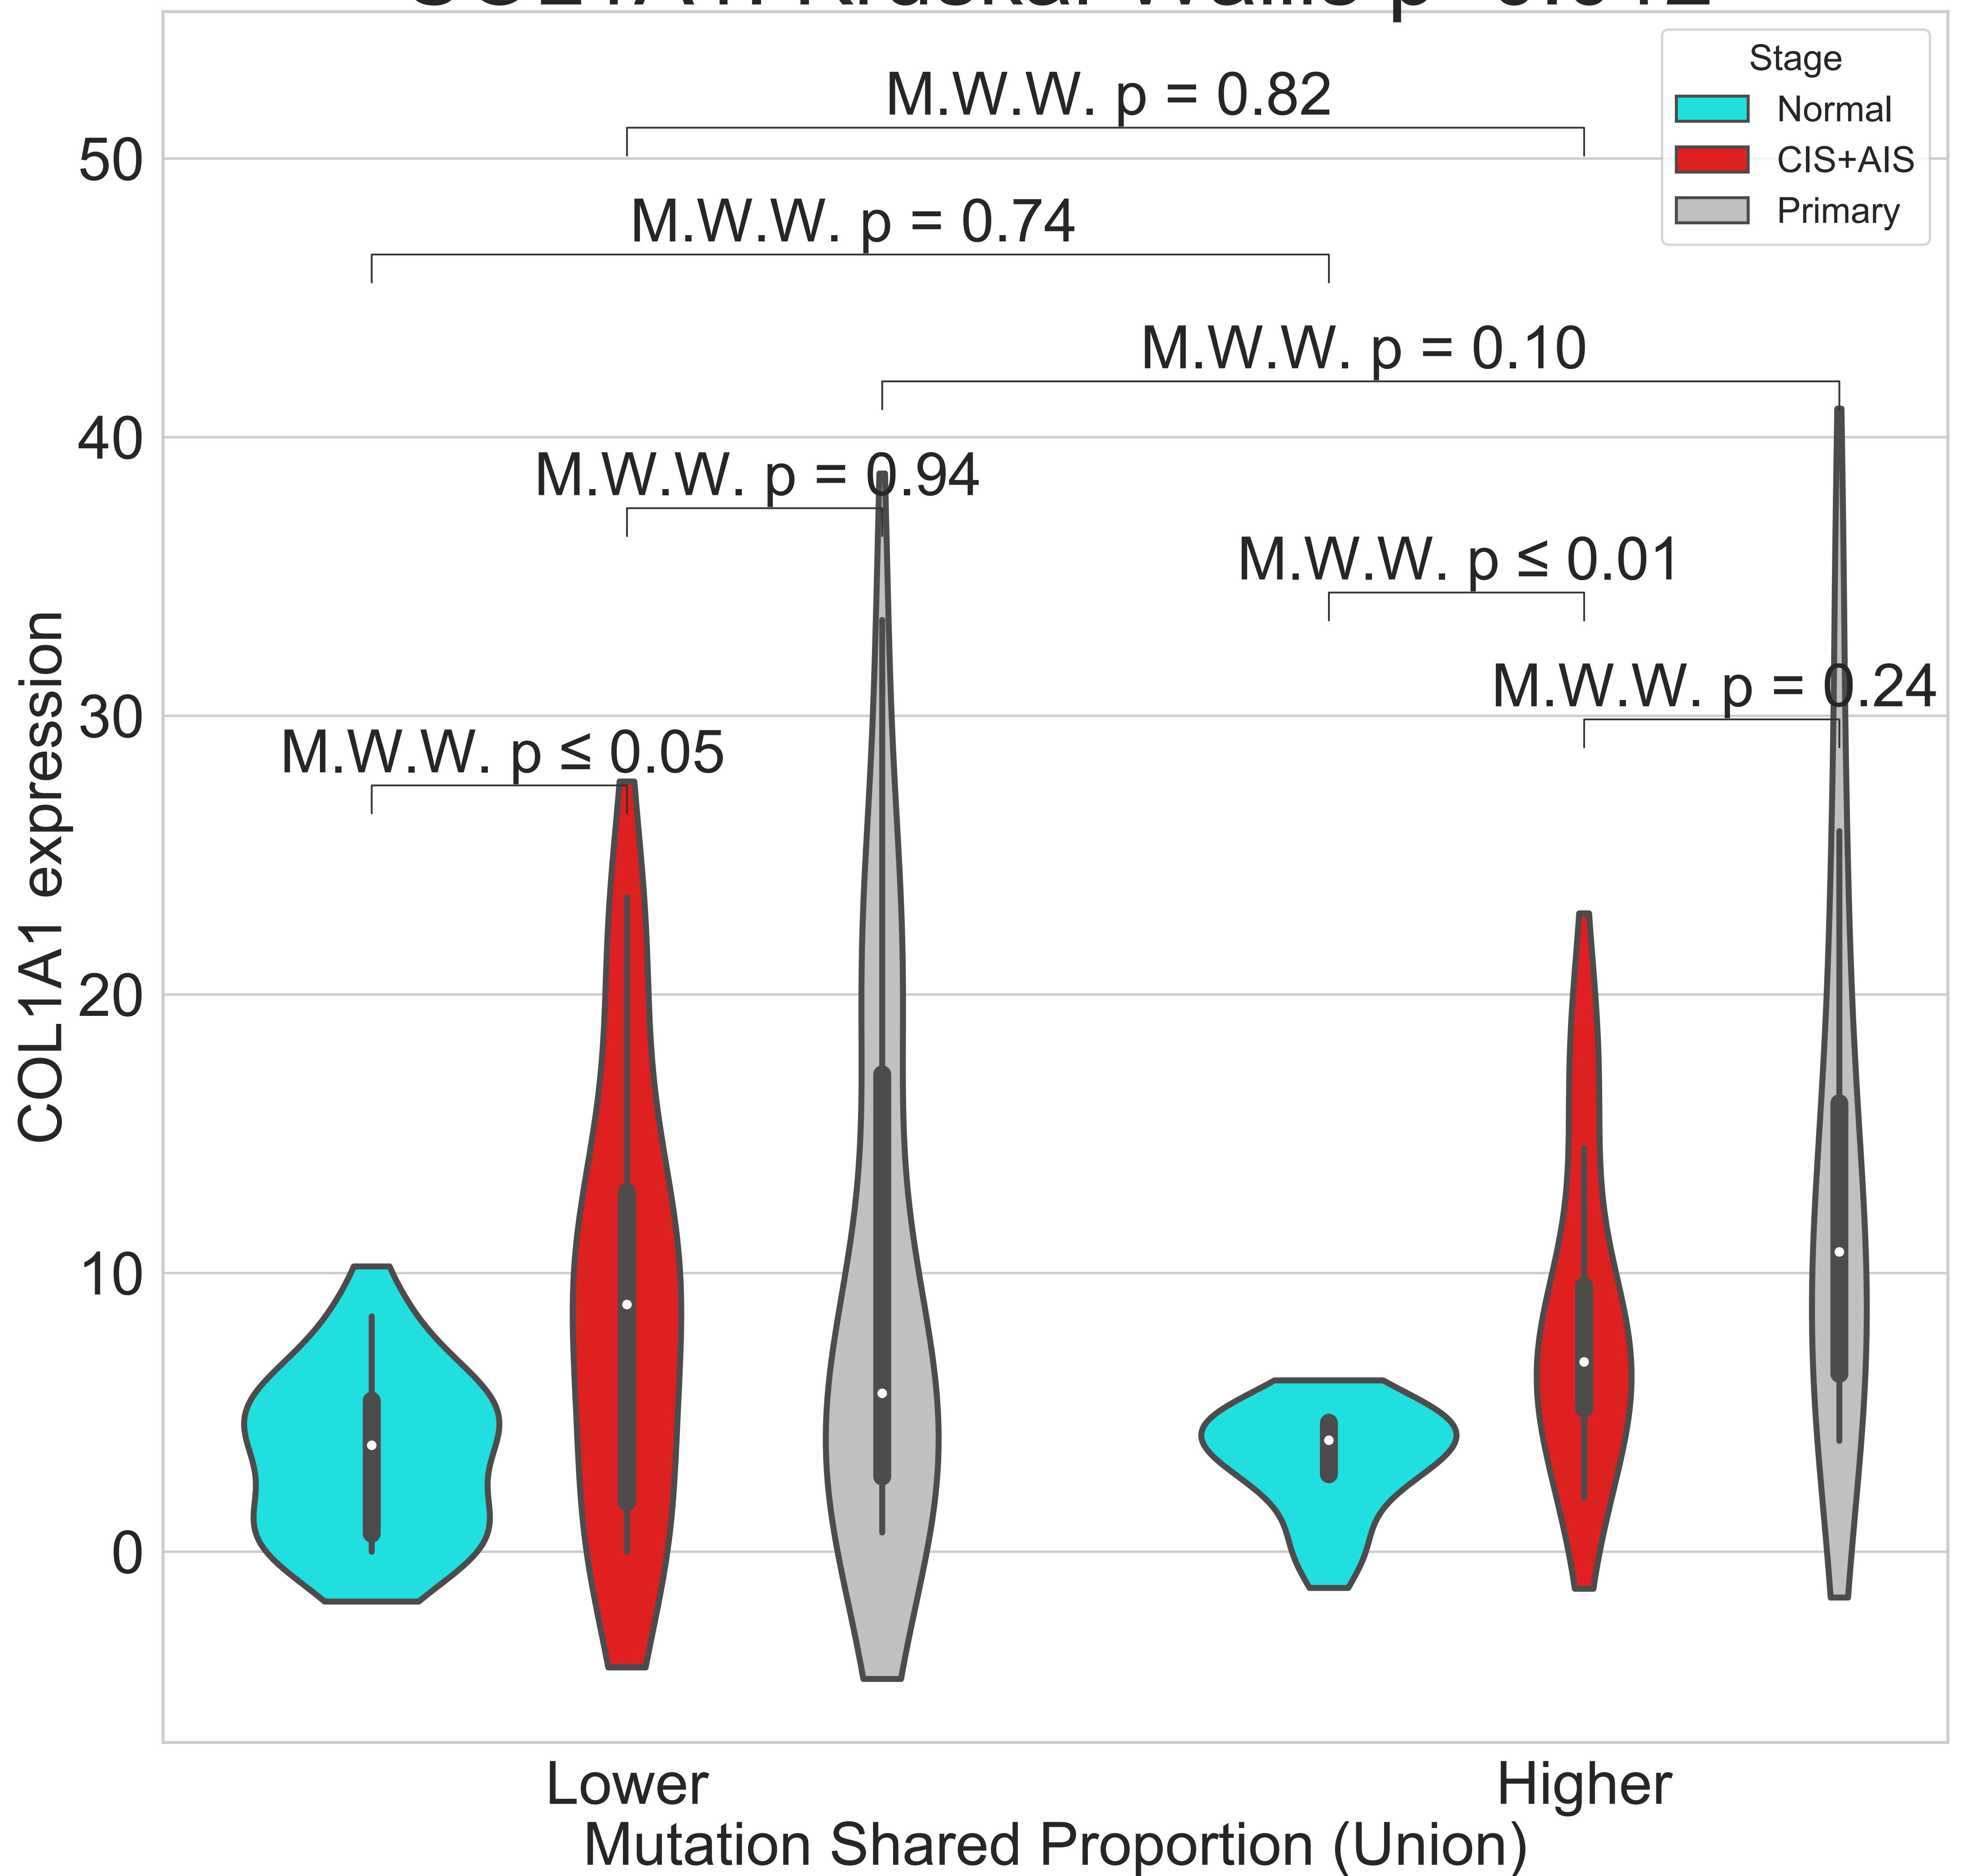 Stage
Normal
CIS+AIS
Primary
M.W.W. p = 0.82
M.W.W. p = 0.74
M.W.W. p = 0.10
M.W.W. p = 0.94
M.W.W. p ≤ 0.01
M.W.W. p = 0.24
M.W.W. p ≤ 0.05
50
40
30
20
10
0
COL1A1 expression
Lower
Higher
Mutation Shared Proportion (Union)